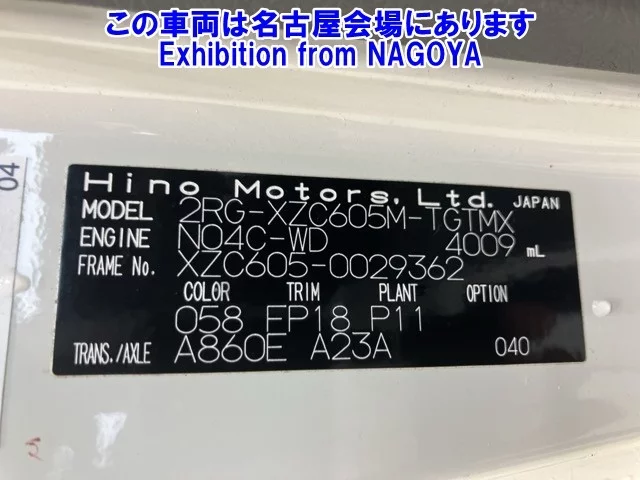 この車両は名古屋会場にあります
Exhibition from NAGOYA
04
Hino Motors, Ltd. JAPAN
MODEL 2RG-XZC605M-TGTMX
ENGINE N04C-WD 4009 mL
FRAME No. XZC605-0029362
COLOR TRIM PLANT OPTION
058 FP18 P11
TRANS./AXLE A860E A23A 040